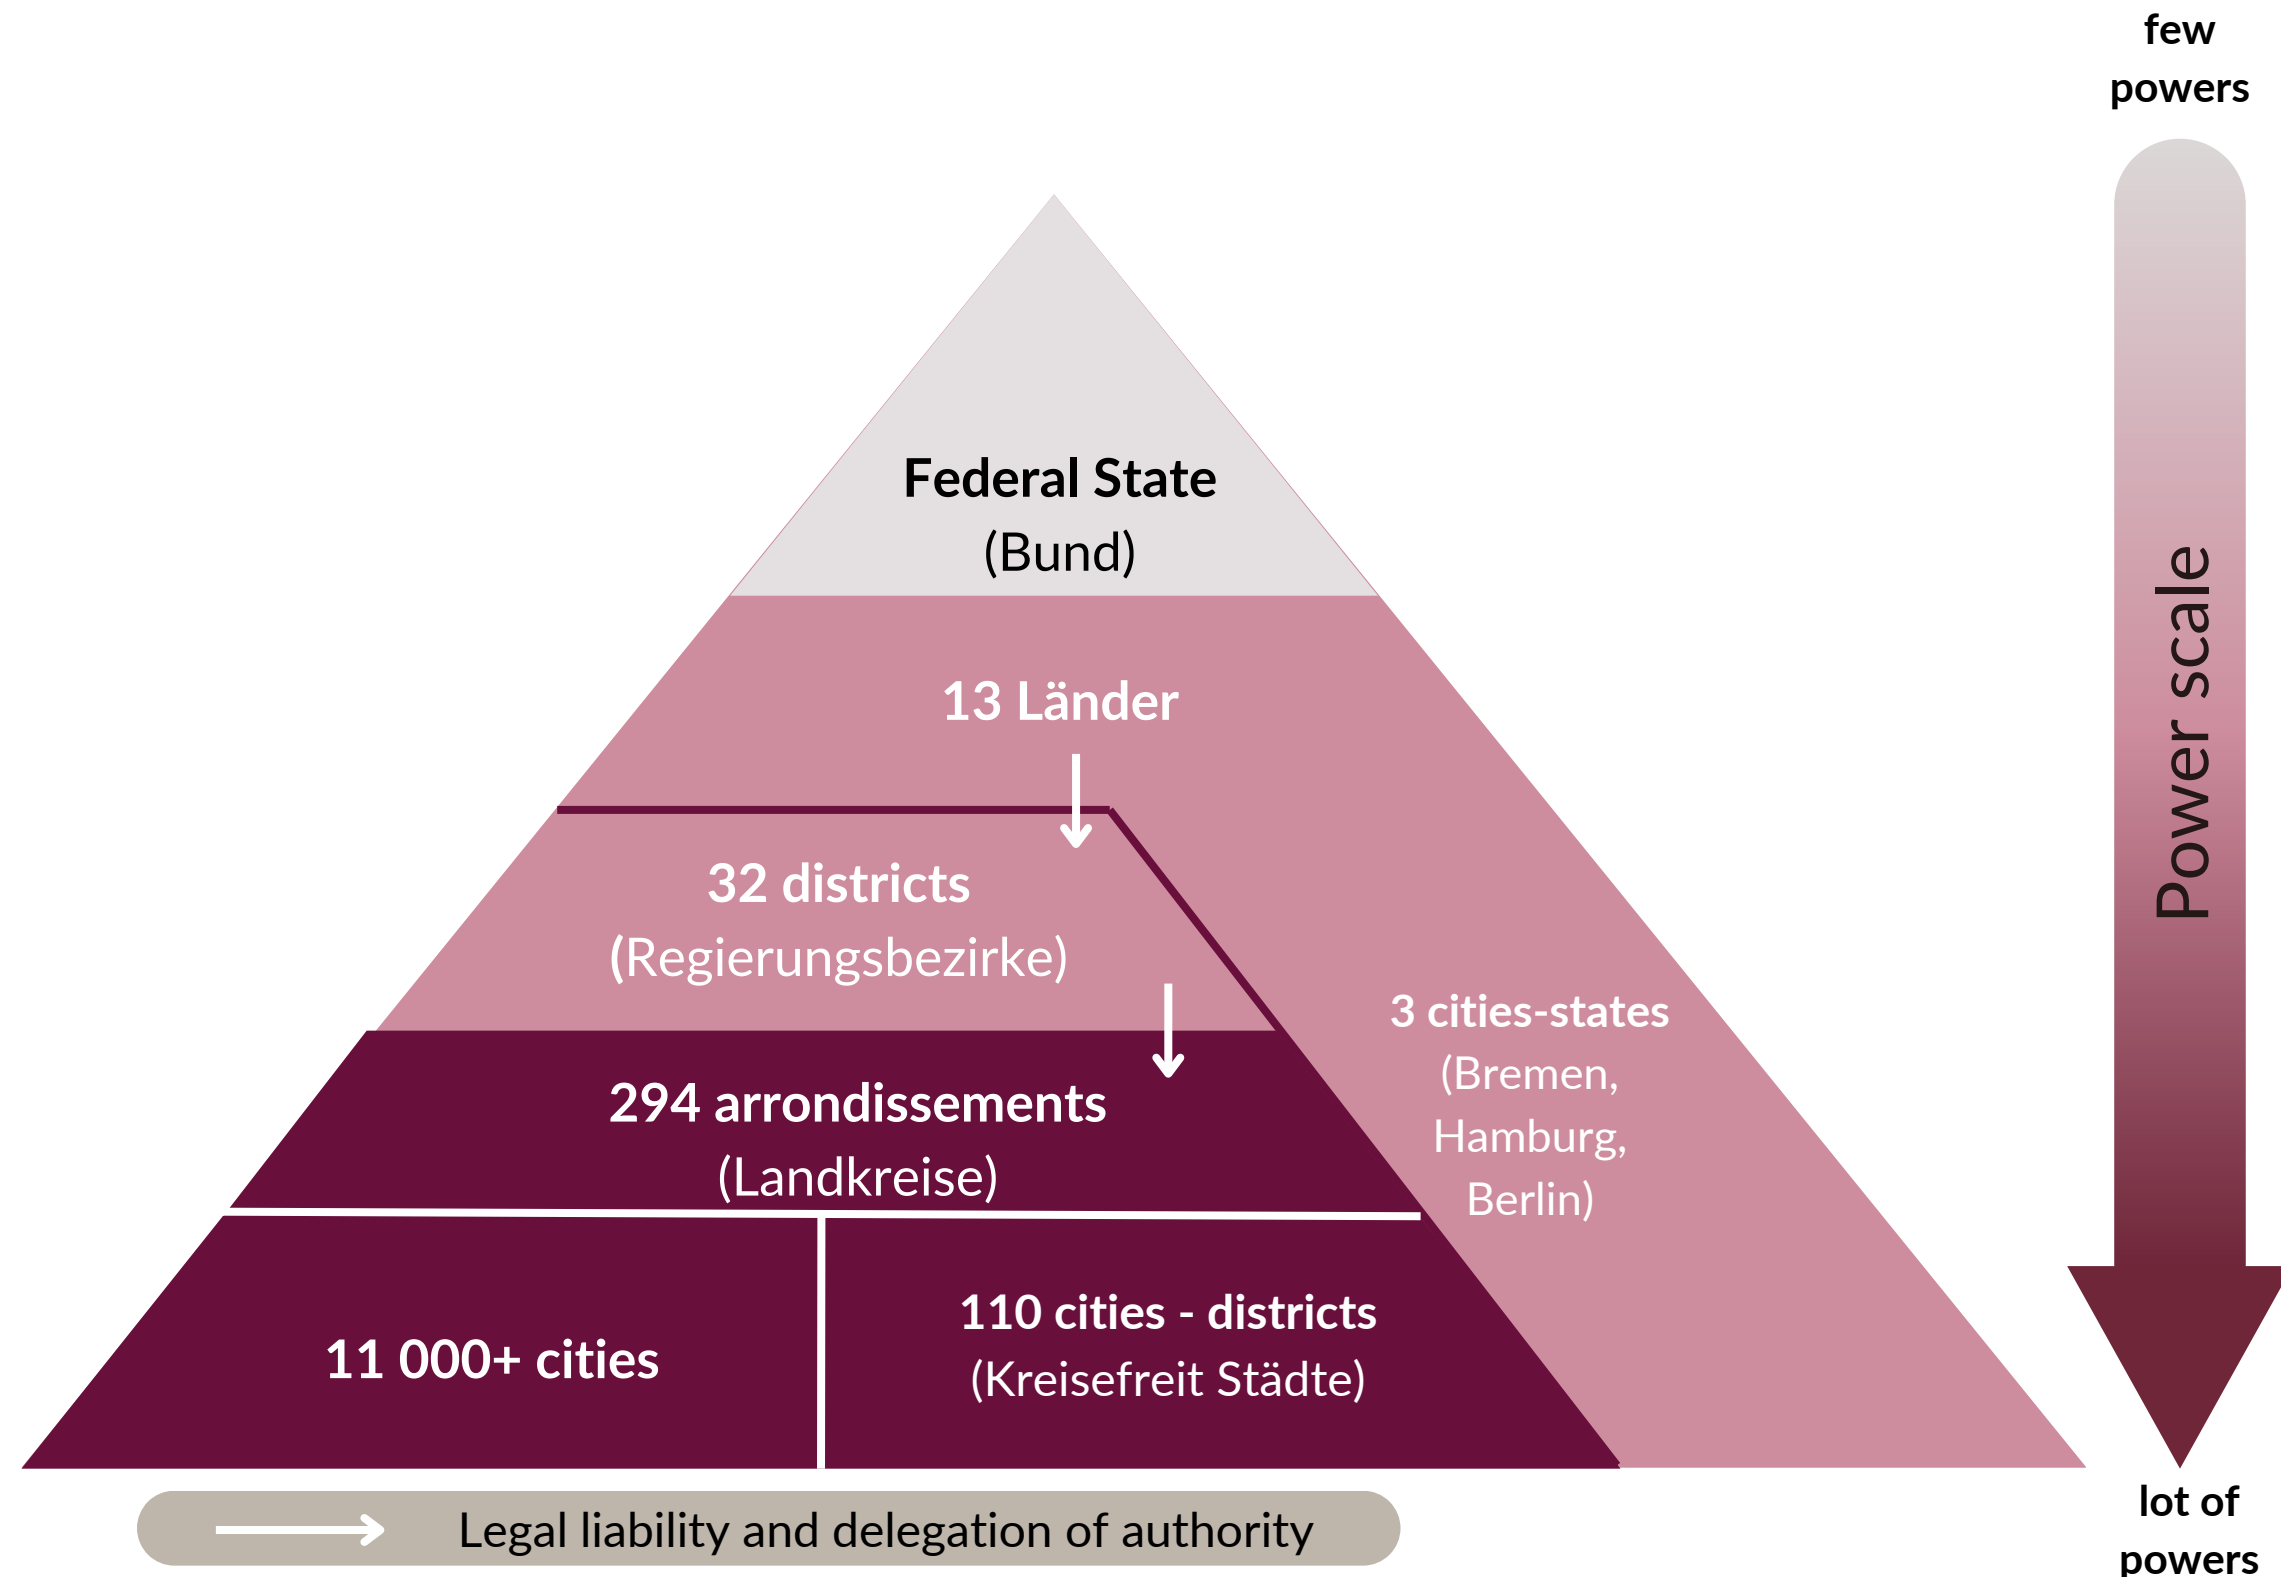 few
powers
Federal State
(Bund)
13 Länder
32 districts
(Regierungsbezirke)
294 arrondissements
(Landkreise)
3 cities-states
(Bremen,
Hamburg,
Berlin)
11 000+ cities
110 cities - districts
(Kreisefreit Städte)
Power scale
lot of
powers
Legal liability and delegation of authority